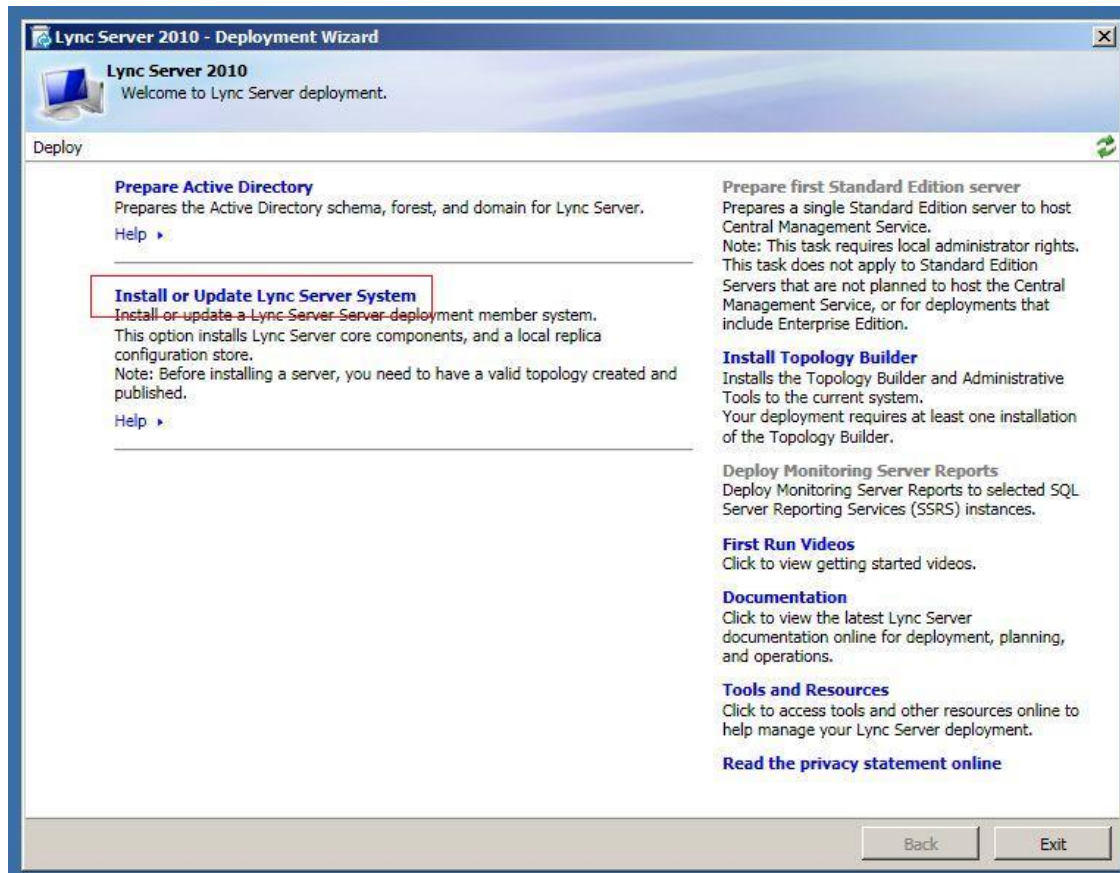 Lync Server 2010 - Deployment Wizard
Lync Server 2010
Welcome to Lync Server deployment.
Deploy
Prepare Active Directory
Prepares the Active Directory schema, forest, and domain for Lync Server.
Help
Install or Update Lync Server System
Install or update a Lync Server Server deployment member system.
This option installs Lync Server core components, and a local replica
configuration store.
Note: Before installing a server, you need to have a valid topology created and
published.
Help
Prepare first Standard Edition server
Prepares a single Standard Edition server to host
Central Management Service.
Note: This task requires local administrator rights.
This task does not apply to Standard Edition
Servers that are not planned to host the Central
Management Service, or for deployments that
include Enterprise Edition.
Install Topology Builder
Installs the Topology Builder and Administrative
Tools to the current system.
Your deployment requires at least one installation
of the Topology Builder.
Deploy Monitoring Server Reports
Deploy Monitoring Server Reports to selected SQL
Server Reporting Services (SSRS) instances.
First Run Videos
Click to view getting started videos.
Documentation
Click to view the latest Lync Server
documentation online for deployment, planning,
and operations.
Tools and Resources
Click to access tools and other resources online to
help manage your Lync Server deployment.
Read the privacy statement online
Back
Exit